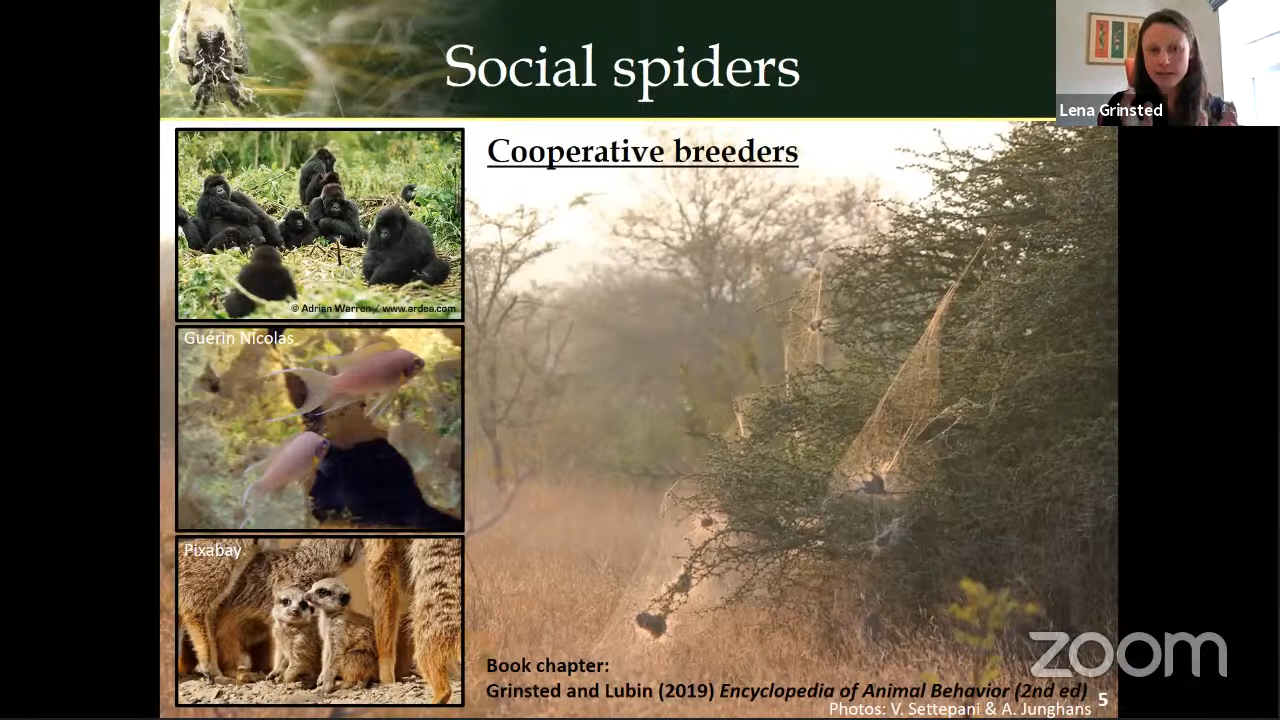 Social spiders
Lena Grinsted
Cooperative breeders
© Adrian Warren / www.ardea.com
Guérin Nicolas
Pixabay
Book chapter:
Grinsted and Lubin (2019) Encyclopedia of Animal Behavior (2nd ed)
Photos: V. Settepani & A. Junghans
5
zoom